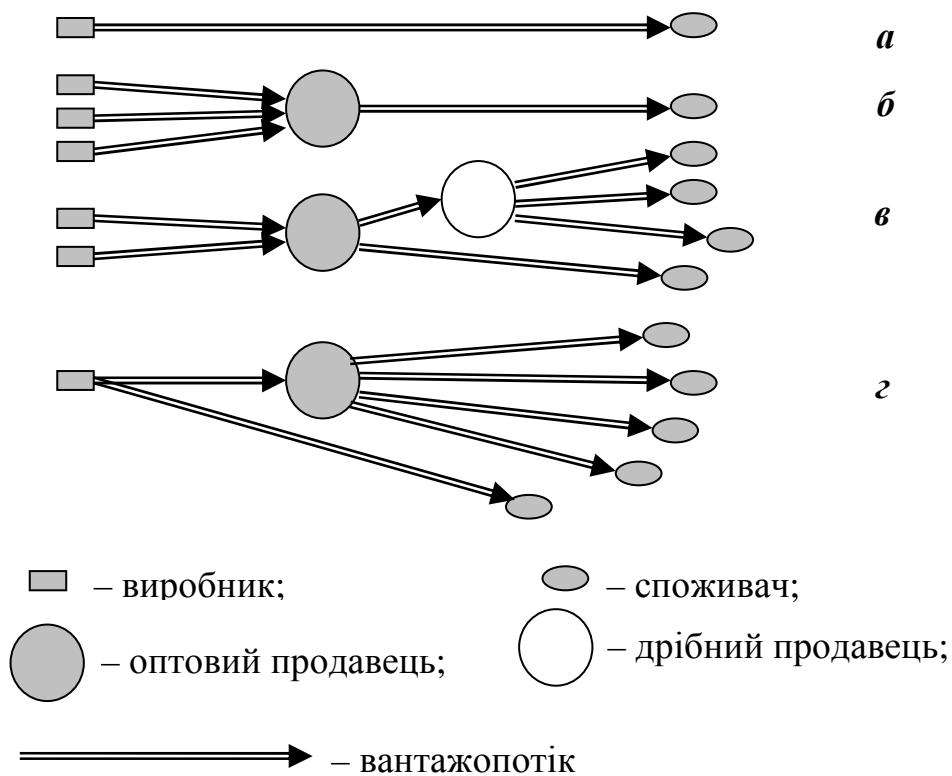 а
б
в
г
– виробник;
– споживач;
– оптовий продавець;
– дрібний продавець;
– вантажопотік